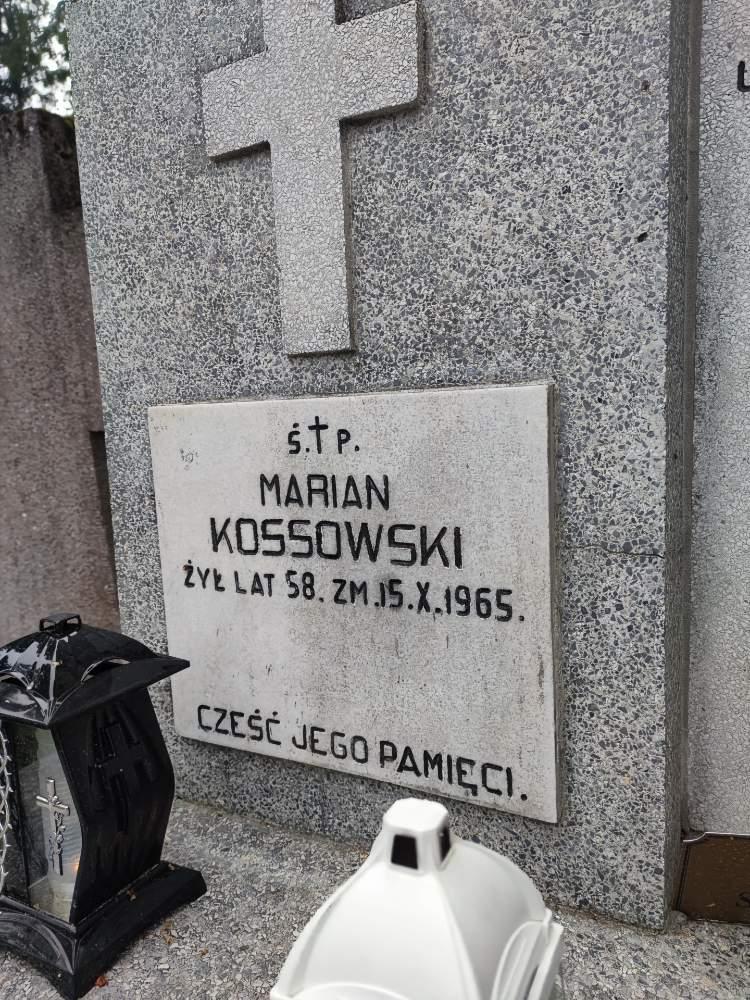 Ś.†P.
MARIAN
KOSSOWSKI
ŻYŁ LAT 58. ZM.15.X.1965.
CZEŚĆ JEGO PAMIĘCI.